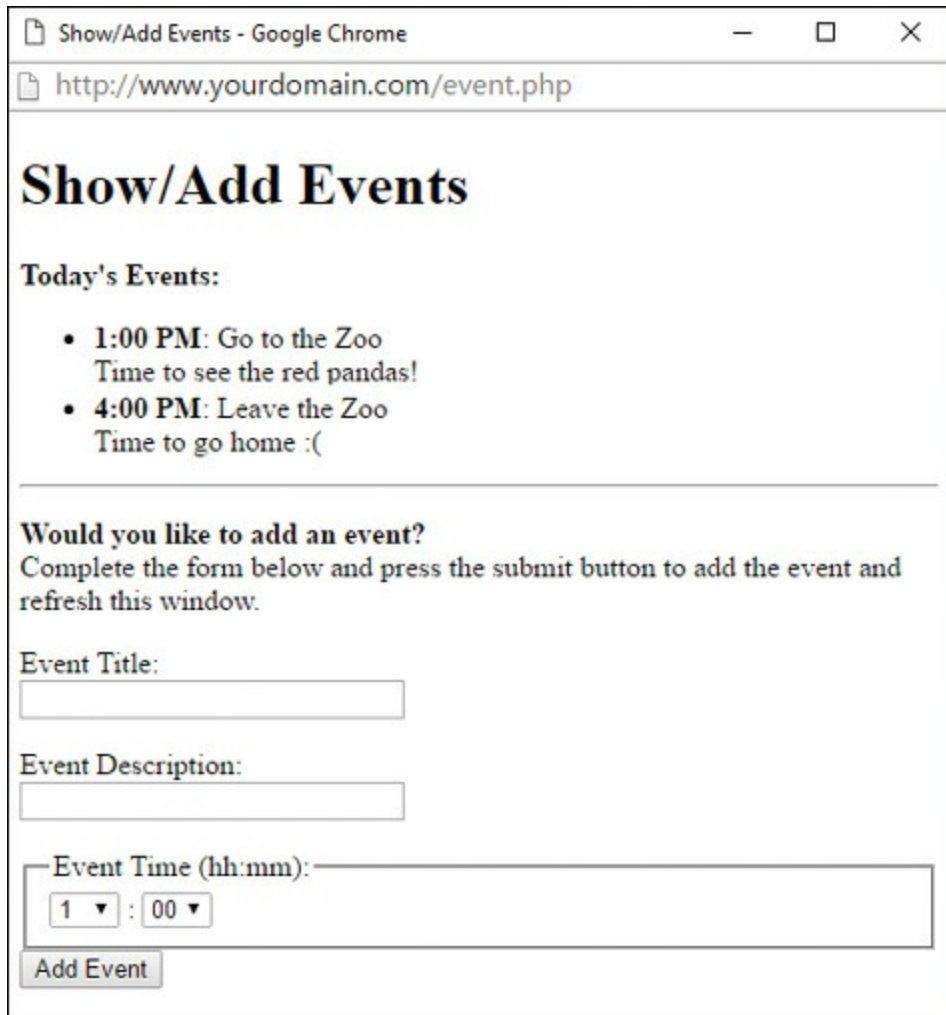 Show/Add Events - Google Chrome
http://www.yourdomain.com/event.php
Show/Add Events
Today's Events:
• 1:00 PM: Go to the Zoo
Time to see the red pandas!
• 4:00 PM: Leave the Zoo
Time to go home :(
Would you like to add an event?
Complete the form below and press the submit button to add the event and
refresh this window.
Event Title:
Event Description:
Event Time (hh:mm):
1 : 00
Add Event